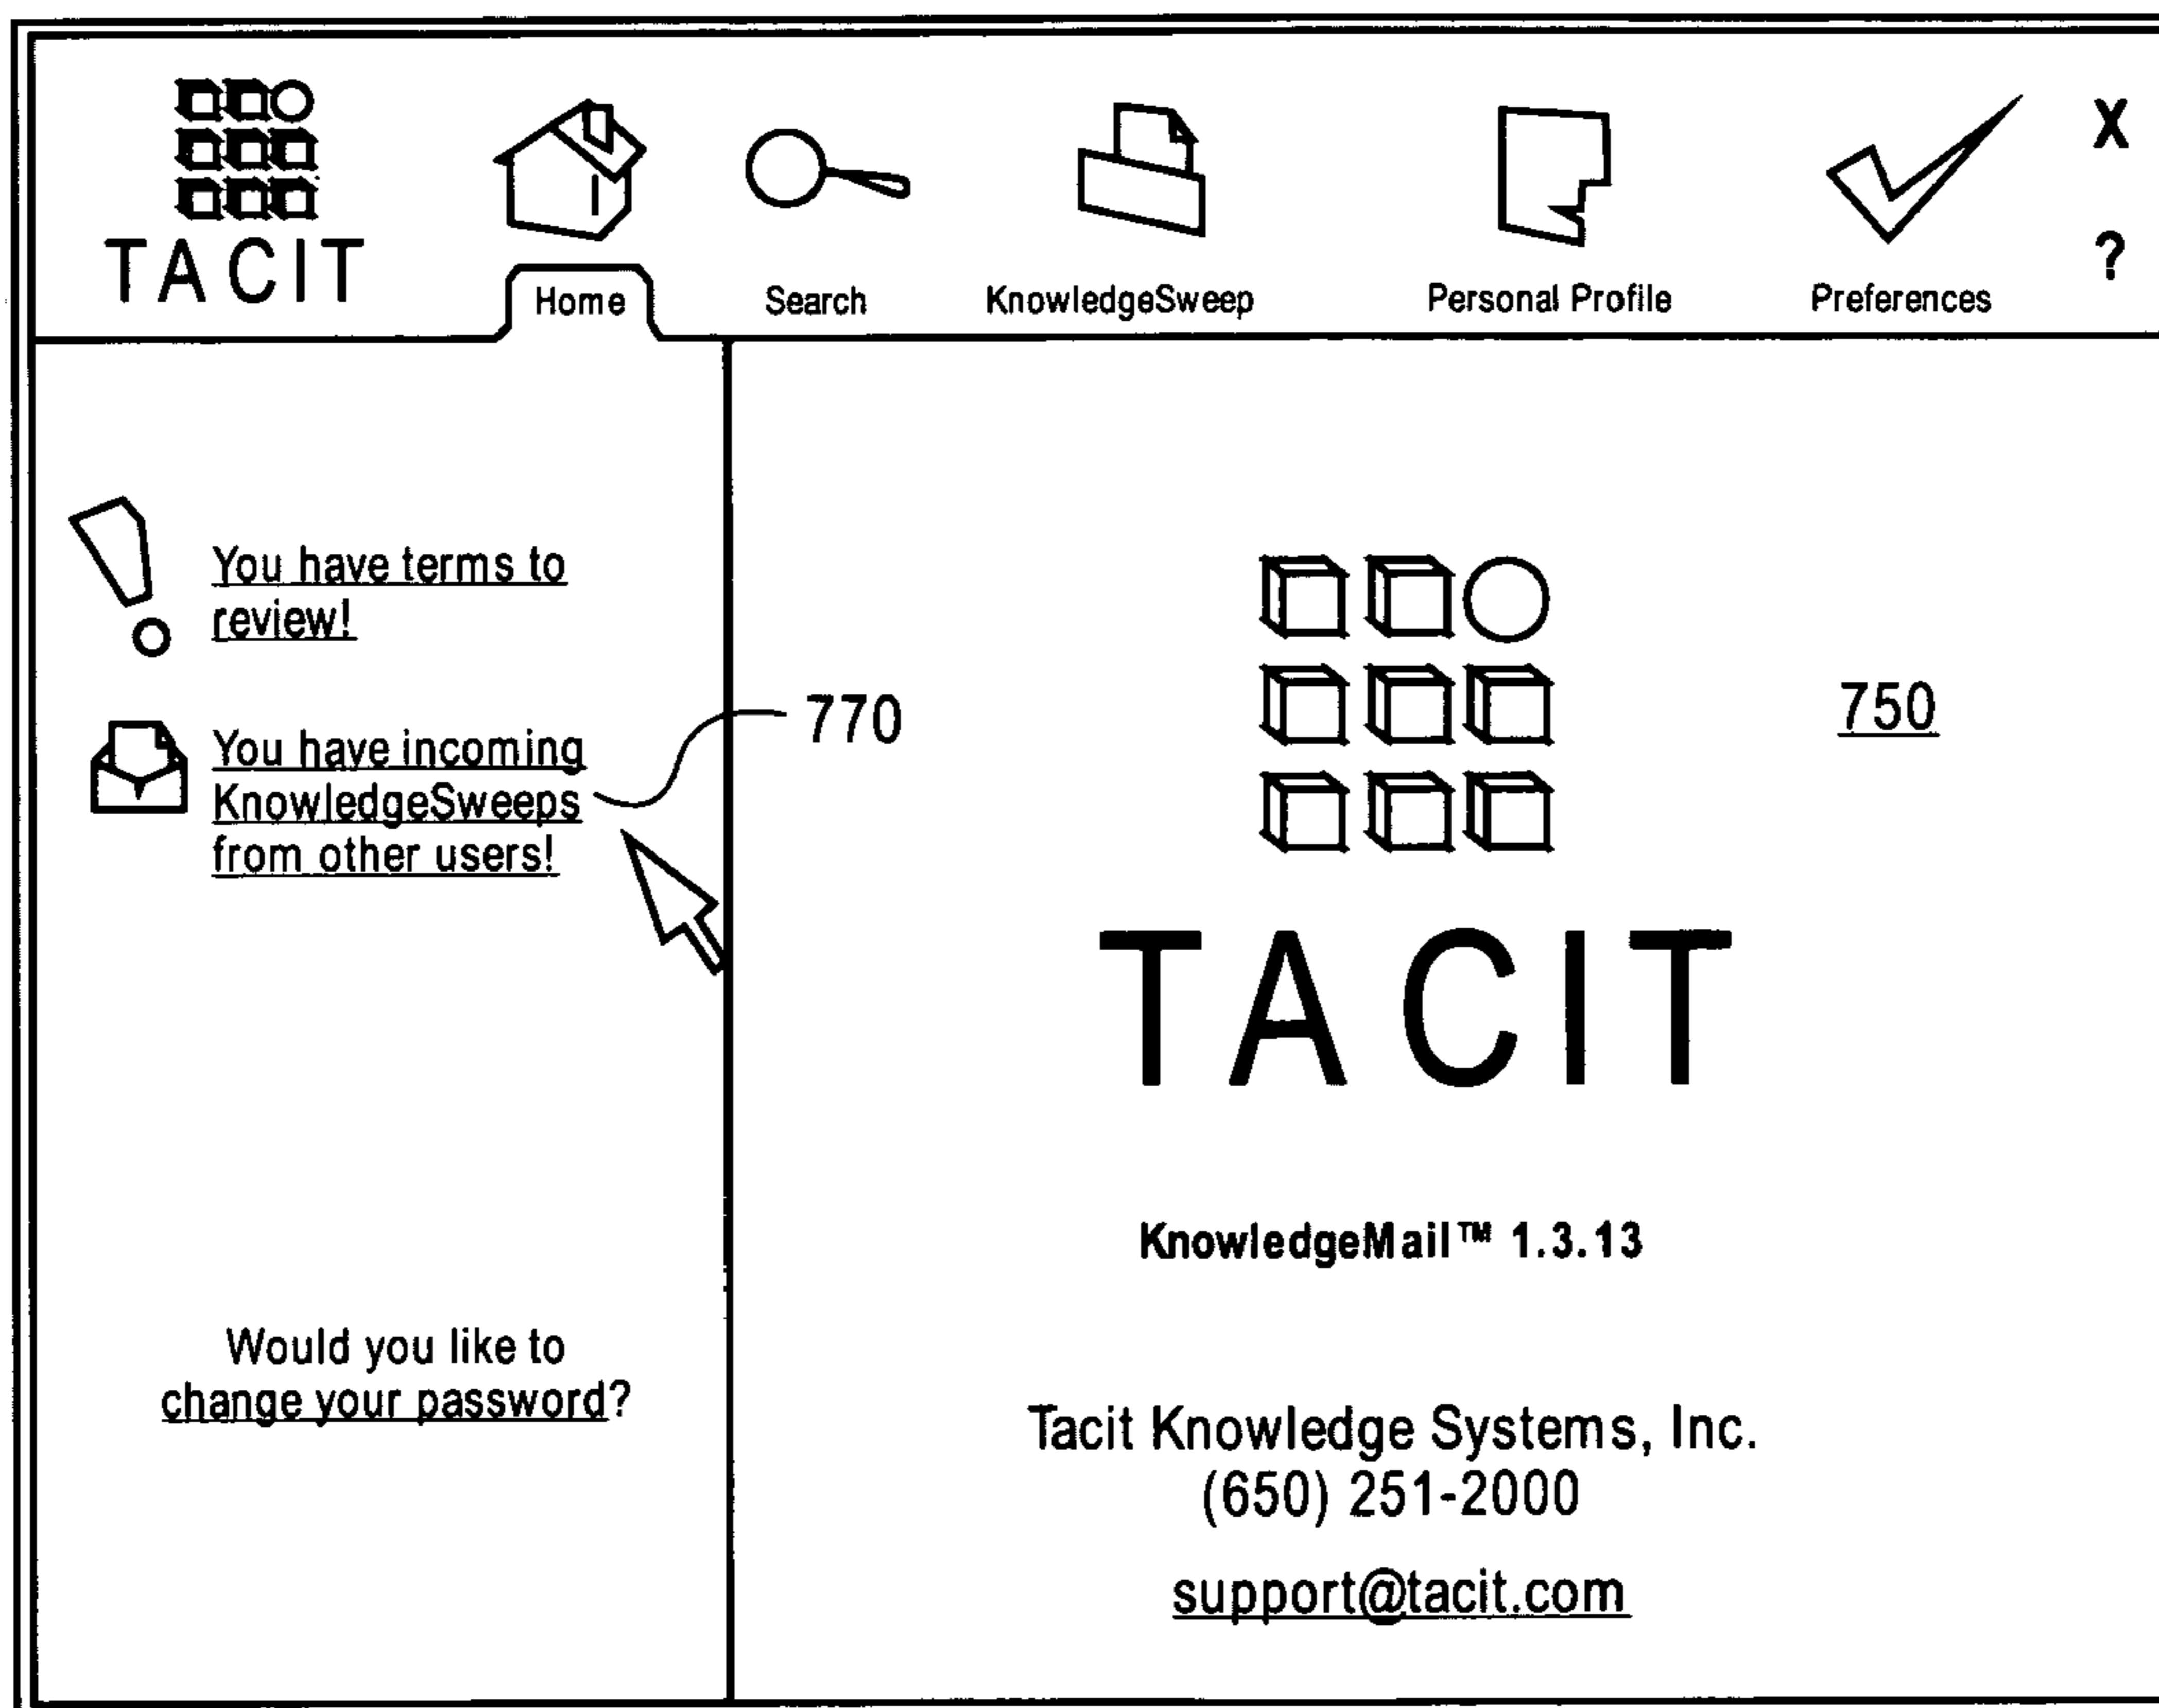 TACIT
Home
Search
KnowledgeSweep
Personal Profile
Preferences
X
?
You have terms to
review!
You have incoming
KnowledgeSweeps
from other users!
770
750
TACIT
KnowledgeMail™ 1.3.13
Would you like to
change your password?
Tacit Knowledge Systems, Inc.
(650) 251-2000
support@tacit.com